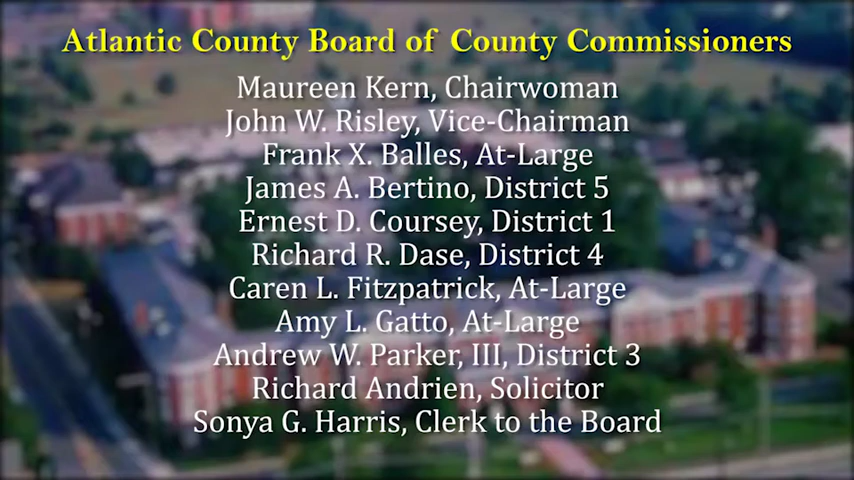 Atlantic County Board of County Commissioners
Maureen Kern, Chairwoman
John W. Risley, Vice-Chairman
Frank X. Balles, At-Large
James A. Bertino, District 5
Ernest D. Coursey, District 1
Richard R. Dase, District 4
Caren L. Fitzpatrick, At-Large
Amy L. Gatto, At-Large
Andrew W. Parker, III, District 3
Richard Andrien, Solicitor
Sonya G. Harris, Clerk to the Board